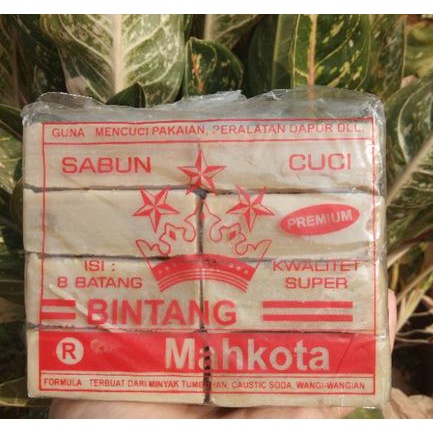 GUNA MENCUCI PAKAIAN, PERALATAN DAPUR DLL.
SABUN CUCI
PREMIUM
ISI :
8 BATANG
KWALITET
SUPER
BINTANG
® Mahkota
FORMULA TERBUAT DARI MINYAK TUMBUHAN, CAUSTIC SODA, WANGI-WANGIAN